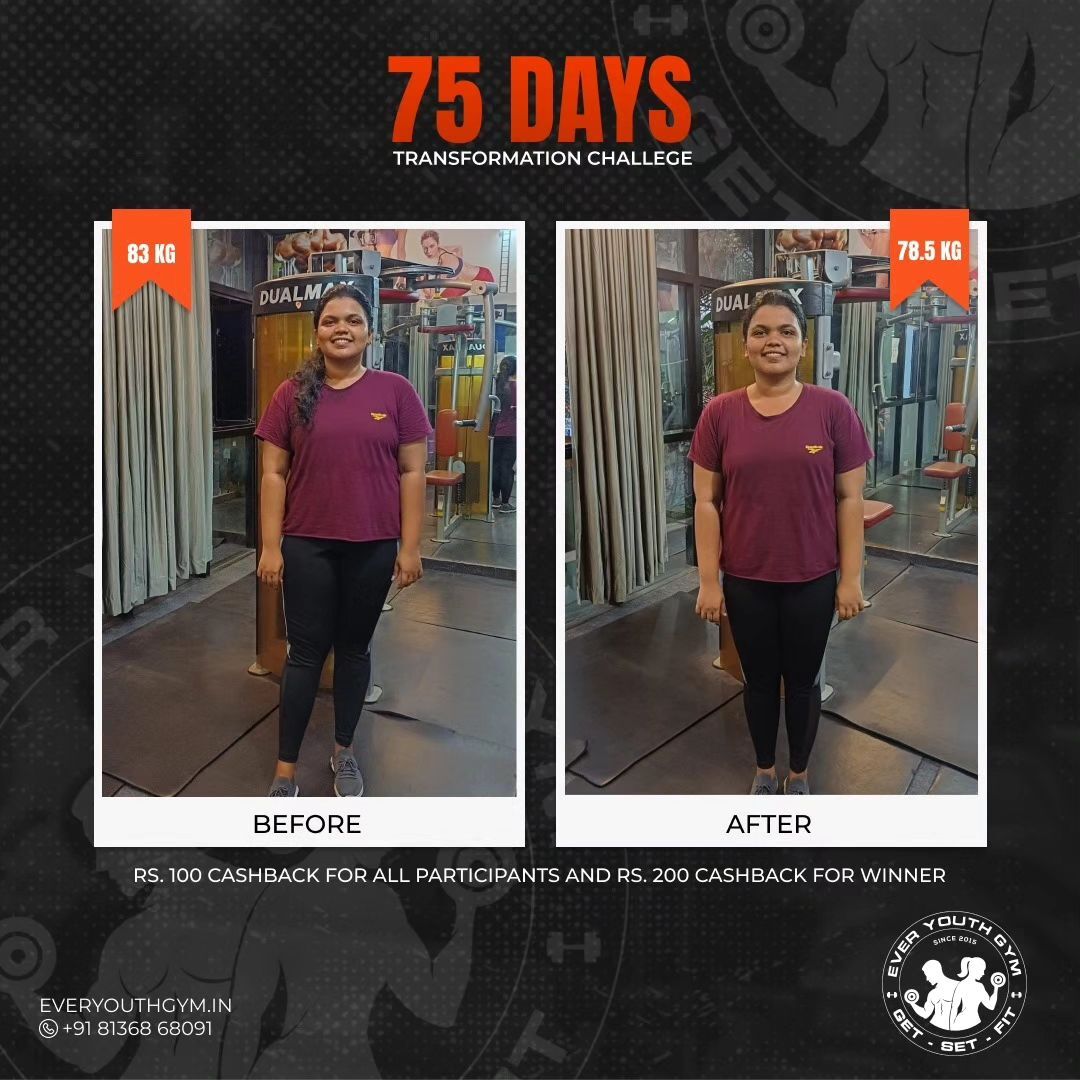 75 DAYS
TRANSFORMATION CHALLEGE
83 KG
78.5 KG
DUALMAX
DUALMAX
BEFORE
AFTER
RS. 100 CASHBACK FOR ALL PARTICIPANTS AND RS. 200 CASHBACK FOR WINNER
EVER YOUTH GYM
SINCE 2015
GET - SET - FIT
EVERYOUTHGYM.IN
+91 81368 68091